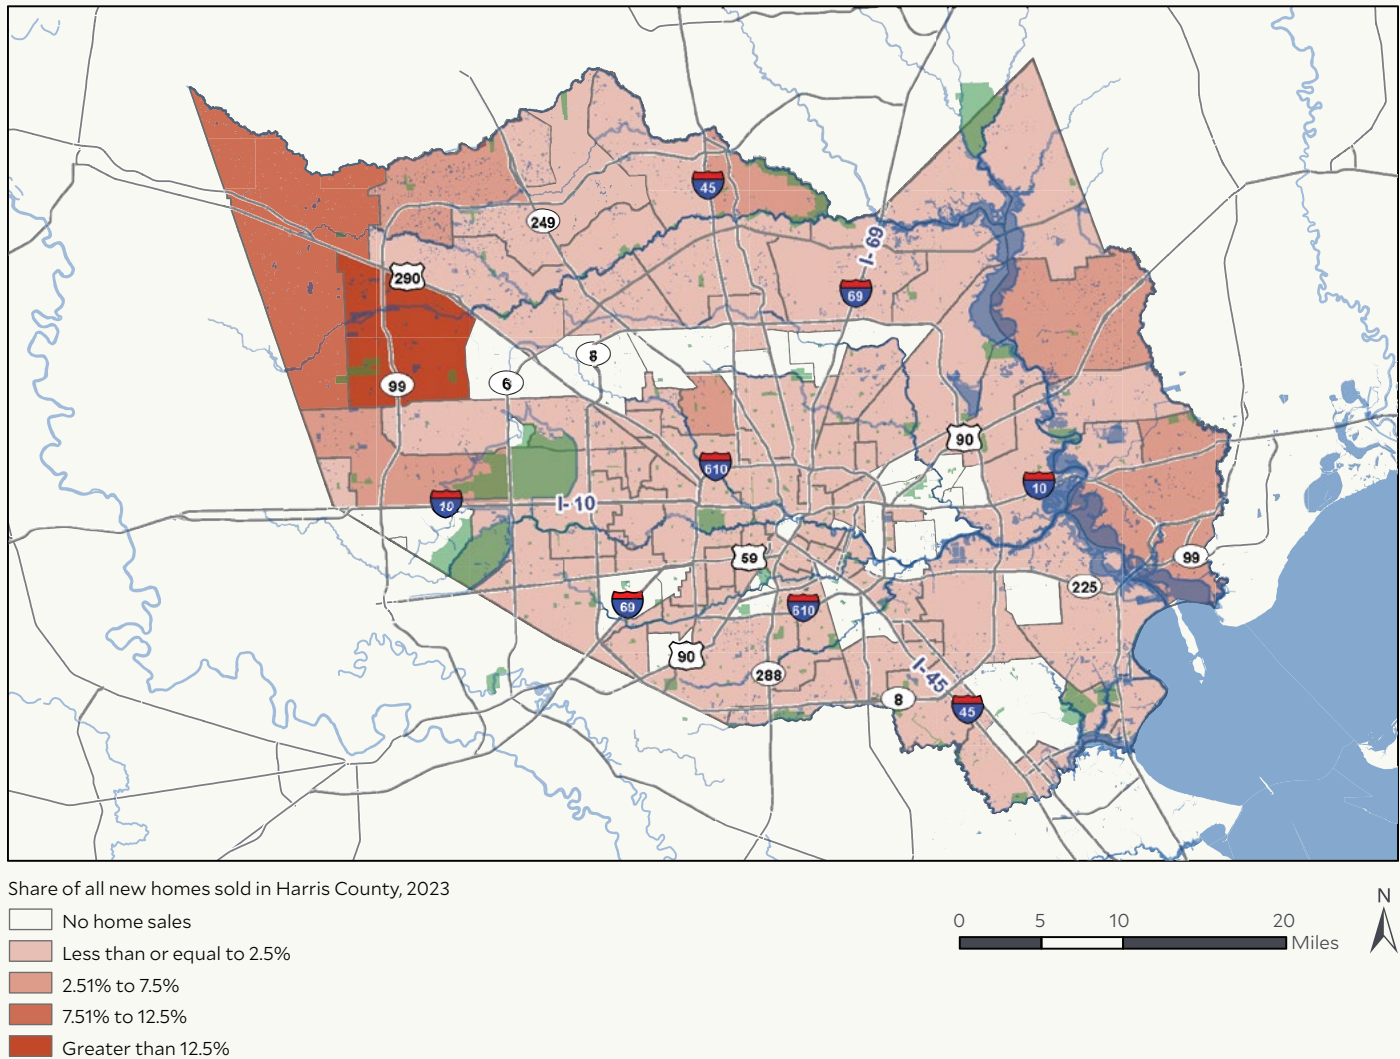 45
249
I-69
290
69
8
99
6
90
610
10
10
I-10
59
99
225
69
610
90
288
I-45
8
45
Share of all new homes sold in Harris County, 2023
No home sales
Less than or equal to 2.5%
2.51% to 7.5%
7.51% to 12.5%
Greater than 12.5%
0 5 10 20
Miles
N